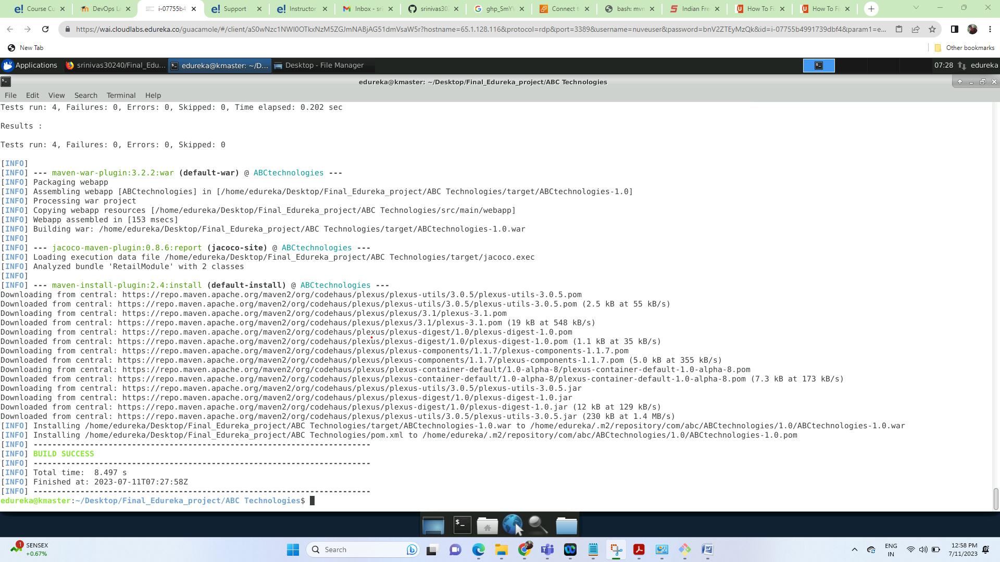 Course Cu
DevOps La
i-07755b4
Support
Instructor
Inbox - sri
srinivas30
ghp_SmYV
Connect t
bash: mvn
Indian Fre
How To Fi
How To Fi
https://wai.cloudlabs.edureka.co/guacamole/#/client/
hostname=65.1.128.116&protocol=rdp&port=3389&username=nuveuser&password=
New Tab
Other bookmarks
Applications
srinivas30240/Final_Edu...
edureka@kmaster: ~/D...
Desktop - File Manager
07:28
edureka
edureka@kmaster: ~/Desktop/Final_Edureka_project/ABC Technologies
File Edit View Search Terminal Help
Tests run: 4, Failures: 0, Errors: 0, Skipped: 0, Time elapsed: 0.202 sec
Results :
Tests run: 4, Failures: 0, Errors: 0, Skipped: 0
[INFO]
[INFO] --- maven-war-plugin:3.2.2:war (default-war) @ ABCtechnologies ---
[INFO] Packaging webapp
[INFO] Assembling webapp [ABCtechnologies] in [/home/edureka/Desktop/Final_Edureka_project/ABC Technologies/target/ABCtechnologies-1.0]
[INFO] Processing war project
[INFO] Copying webapp resources [/home/edureka/Desktop/Final_Edureka_project/ABC Technologies/src/main/webapp]
[INFO] Webapp assembled in [153 msecs]
[INFO] Building war: /home/edureka/Desktop/Final_Edureka_project/ABC Technologies/target/ABCtechnologies-1.0.war
[INFO]
[INFO] --- jacoco-maven-plugin:0.8.6:report (jacoco-site) @ ABCtechnologies ---
[INFO] Loading execution data file /home/edureka/Desktop/Final_Edureka_project/ABC Technologies/target/jacoco.exec
[INFO] Analyzed bundle 'RetailModule' with 2 classes
[INFO]
[INFO] --- maven-install-plugin:2.4:install (default-install) @ ABCtechnologies ---
Downloading from central: https://repo.maven.apache.org/maven2/org/codehaus/plexus/plexus-utils/3.0.5/plexus-utils-3.0.5.pom
Downloaded from central: https://repo.maven.apache.org/maven2/org/codehaus/plexus/plexus-utils/3.0.5/plexus-utils-3.0.5.pom (2.5 kB at 55 kB/s)
Downloading from central: https://repo.maven.apache.org/maven2/org/codehaus/plexus/plexus/3.1/plexus-3.1.pom
Downloaded from central: https://repo.maven.apache.org/maven2/org/codehaus/plexus/plexus/3.1/plexus-3.1.pom (19 kB at 548 kB/s)
Downloading from central: https://repo.maven.apache.org/maven2/org/codehaus/plexus/plexus-digest/1.0/plexus-digest-1.0.pom
Downloaded from central: https://repo.maven.apache.org/maven2/org/codehaus/plexus/plexus-digest/1.0/plexus-digest-1.0.pom (1.1 kB at 35 kB/s)
Downloading from central: https://repo.maven.apache.org/maven2/org/codehaus/plexus/plexus-components/1.1.7/plexus-components-1.1.7.pom
Downloaded from central: https://repo.maven.apache.org/maven2/org/codehaus/plexus/plexus-components/1.1.7/plexus-components-1.1.7.pom (5.0 kB at 355 kB/s)
Downloading from central: https://repo.maven.apache.org/maven2/org/codehaus/plexus/plexus-container-default/1.0-alpha-8/plexus-container-default-1.0-alpha-8.pom
Downloaded from central: https://repo.maven.apache.org/maven2/org/codehaus/plexus/plexus-container-default/1.0-alpha-8/plexus-container-default-1.0-alpha-8.pom (7.3 kB at 173 kB/s)
Downloading from central: https://repo.maven.apache.org/maven2/org/codehaus/plexus/plexus-utils/3.0.5/plexus-utils-3.0.5.jar
Downloading from central: https://repo.maven.apache.org/maven2/org/codehaus/plexus/plexus-digest/1.0/plexus-digest-1.0.jar
Downloaded from central: https://repo.maven.apache.org/maven2/org/codehaus/plexus/plexus-digest/1.0/plexus-digest-1.0.jar (12 kB at 129 kB/s)
Downloaded from central: https://repo.maven.apache.org/maven2/org/codehaus/plexus/plexus-utils/3.0.5/plexus-utils-3.0.5.jar (230 kB at 1.4 MB/s)
[INFO] Installing /home/edureka/Desktop/Final_Edureka_project/ABC Technologies/target/ABCtechnologies-1.0.war to /home/edureka/.m2/repository/com/abc/ABCtechnologies/1.0/ABCtechnologies-1.0.war
[INFO] Installing /home/edureka/Desktop/Final_Edureka_project/ABC Technologies/pom.xml to /home/edureka/.m2/repository/com/abc/ABCtechnologies/1.0/ABCtechnologies-1.0.pom
[INFO] ------------------------------------------------------------------------
[INFO] BUILD SUCCESS
[INFO] ------------------------------------------------------------------------
[INFO] Total time:  8.497 s
[INFO] Finished at: 2023-07-11T07:27:58Z
[INFO] ------------------------------------------------------------------------
edureka@kmaster:~/Desktop/Final_Edureka_project/ABC Technologies$
1
SENSEX
+0.67%
Search
ENG
IN
12:58 PM
7/11/2023